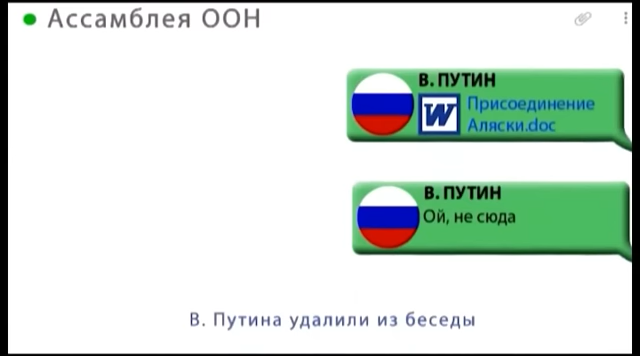 Ассамблея ООН
В. ПУТИН
W Присоединение
Аляски.doc
В. ПУТИН
Ой, не сюда
В. Путина удалили из беседы